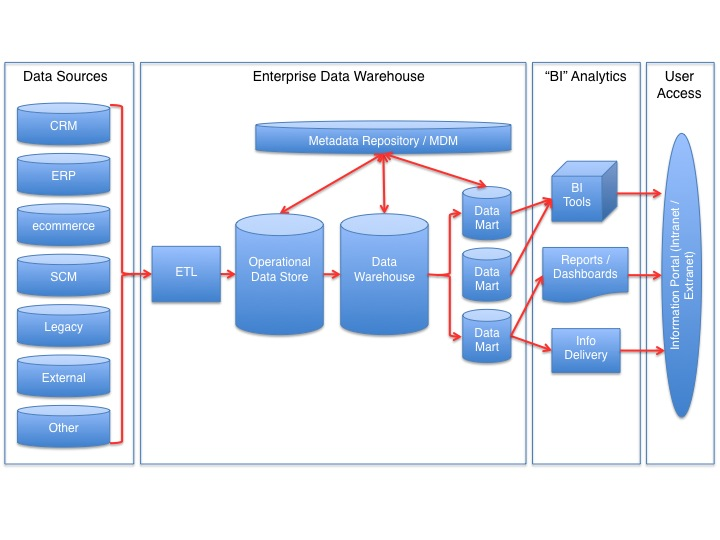 Data Sources
Enterprise Data Warehouse
“BI” Analytics
User
Access
CRM
ERP
ecommerce
SCM
Legacy
External
Other
ETL
Metadata Repository / MDM
Operational
Data Store
Data
Warehouse
Data
Mart
Data
Mart
Data
Mart
BI
Tools
Reports /
Dashboards
Info
Delivery
Information Portal (Intranet /
Extranet)